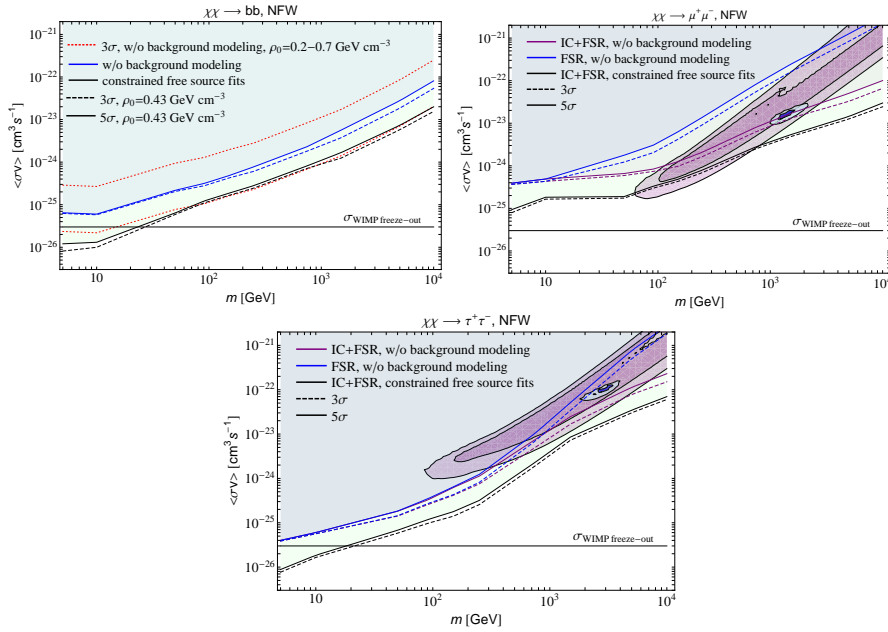 χχ → bb, NFW
3σ, w/o background modeling, ρ₀=0.2−0.7 GeV cm⁻³
w/o background modeling
constrained free source fits
3σ, ρ₀=0.43 GeV cm⁻³
5σ, ρ₀=0.43 GeV cm⁻³
<σv> [cm³s⁻¹]
10⁻²¹
10⁻²²
10⁻²³
10⁻²⁴
10⁻²⁵
10⁻²⁶
σWIMP freeze−out
10
10²
10³
10⁴
m [GeV]
χχ → μ⁺μ⁻, NFW
IC+FSR, w/o background modeling
FSR, w/o background modeling
IC+FSR, constrained free source fits
3σ
5σ
<σv> [cm³s⁻¹]
10⁻²¹
10⁻²²
10⁻²³
10⁻²⁴
10⁻²⁵
10⁻²⁶
σWIMP freeze−out
10
10²
10³
10⁴
m [GeV]
χχ → τ⁺τ⁻, NFW
IC+FSR, w/o background modeling
FSR, w/o background modeling
IC+FSR, constrained free source fits
3σ
5σ
<σv> [cm³s⁻¹]
10⁻²¹
10⁻²²
10⁻²³
10⁻²⁴
10⁻²⁵
10⁻²⁶
σWIMP freeze−out
10
10²
10³
10⁴
m [GeV]